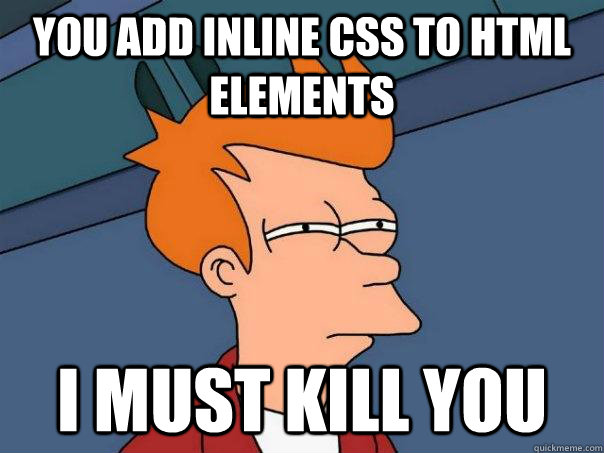 YOU ADD INLINE CSS TO HTML
ELEMENTS
I MUST KILL YOU
quickmeme.com